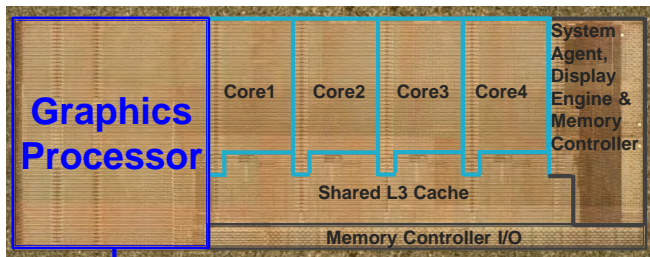 Graphics
Processor
Core1
Core2
Core3
Core4
System
Agent,
Display
Engine &
Memory
Controller
Shared L3 Cache
Memory Controller I/O